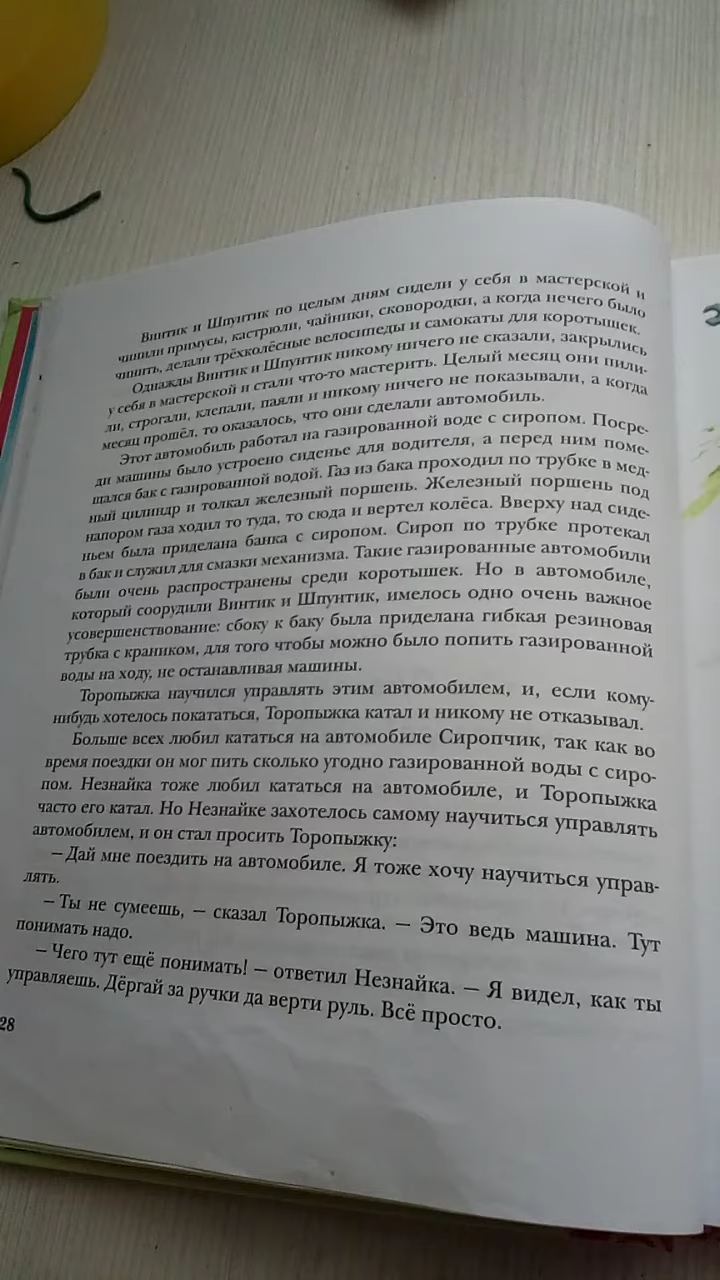 Винтик и Шпунтик по целым дням сидели у себя в мастерской и
чинили примусы, кастрюли, чайники, сковородки, а когда нечего было
чинить, делали трёхколёсные велосипеды и самокаты для коротышек.
Однажды Винтик и Шпунтик никому ничего не сказали, закрылись
у себя в мастерской и стали что-то мастерить. Целый месяц они пили-
ли, строгали, клепали, паяли и никому ничего не показывали, а когда
месяц прошёл, то оказалось, что они сделали автомобиль.
Этот автомобиль работал на газированной воде с сиропом. Посре-
ди машины было устроено сиденье для водителя, а перед ним поме-
щался бак с газированной водой. Газ из бака проходил по трубке в мед-
ный цилиндр и толкал железный поршень. Железный поршень под
напором газа ходил то туда, то сюда и вертел колёса. Вверху над сиде-
ньем была приделана банка с сиропом. Сироп по трубке протекал
в бак и служил для смазки механизма. Такие газированные автомобили
были очень распространены среди коротышек. Но в автомобиле,
который соорудили Винтик и Шпунтик, имелось одно очень важное
усовершенствование: сбоку к баку была приделана гибкая резиновая
трубка с краником, для того чтобы можно было попить газированной
воды на ходу, не останавливая машины.
Торопыжка научился управлять этим автомобилем, и, если кому-
нибудь хотелось покататься, Торопыжка катал и никому не отказывал.
Больше всех любил кататься на автомобиле Сиропчик, так как во
время поездки он мог пить сколько угодно газированной воды с сиро-
пом. Незнайка тоже любил кататься на автомобиле, и Торопыжка
часто его катал. Но Незнайке захотелось самому научиться управлять
автомобилем, и он стал просить Торопыжку:
– Дай мне поездить на автомобиле. Я тоже хочу научиться управ-
лять.
– Ты не сумеешь, – сказал Торопыжка. – Это ведь машина. Тут
понимать надо.
– Чего тут ещё понимать! – ответил Незнайка. – Я видел, как ты
управляешь. Дёргай за ручки да верти руль. Всё просто.
28